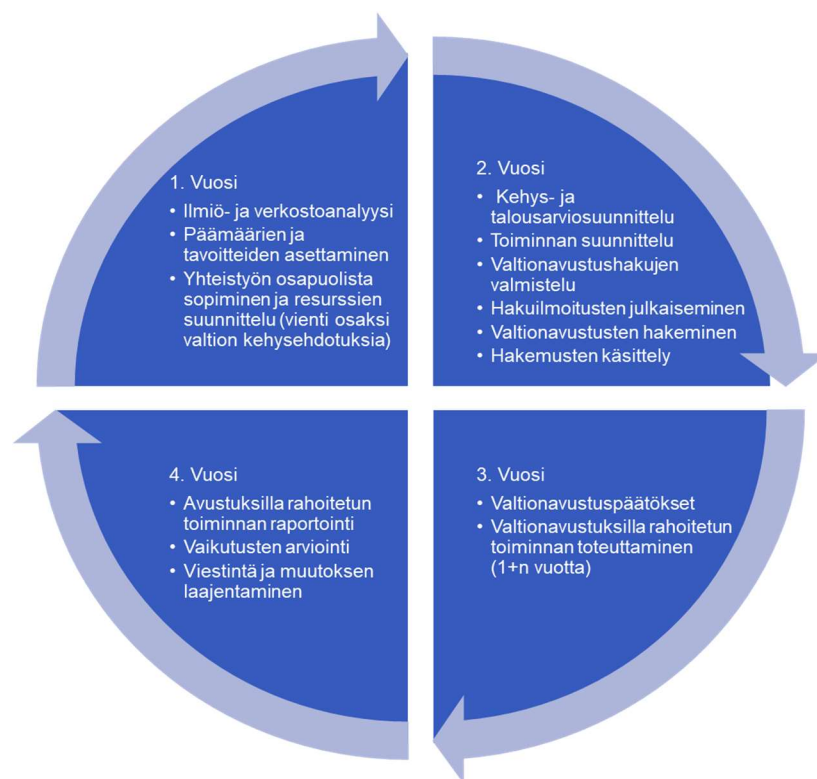 1. Vuosi
• Ilmiö- ja verkostoanalyysi
• Päämäärien ja
tavoitteiden asettaminen
• Yhteistyön osapuolista
sopiminen ja resurssien
suunnittelu (vienti osaksi
valtion kehysehdotuksia)
2. Vuosi
• Kehys- ja
talousarviosuunnittelu
• Toiminnan suunnittelu
• Valtionavustushakujen
valmistelu
• Hakuilmoitusten julkaiseminen
• Valtionavustusten hakeminen
• Hakemusten käsittely
3. Vuosi
• Valtionavustuspäätökset
• Valtionavustuksilla rahoitetun
toiminnan toteuttaminen
(1+n vuotta)
4. Vuosi
• Avustuksilla rahoitetun
toiminnan raportointi
• Vaikutusten arviointi
• Viestintä ja muutoksen
laajentaminen